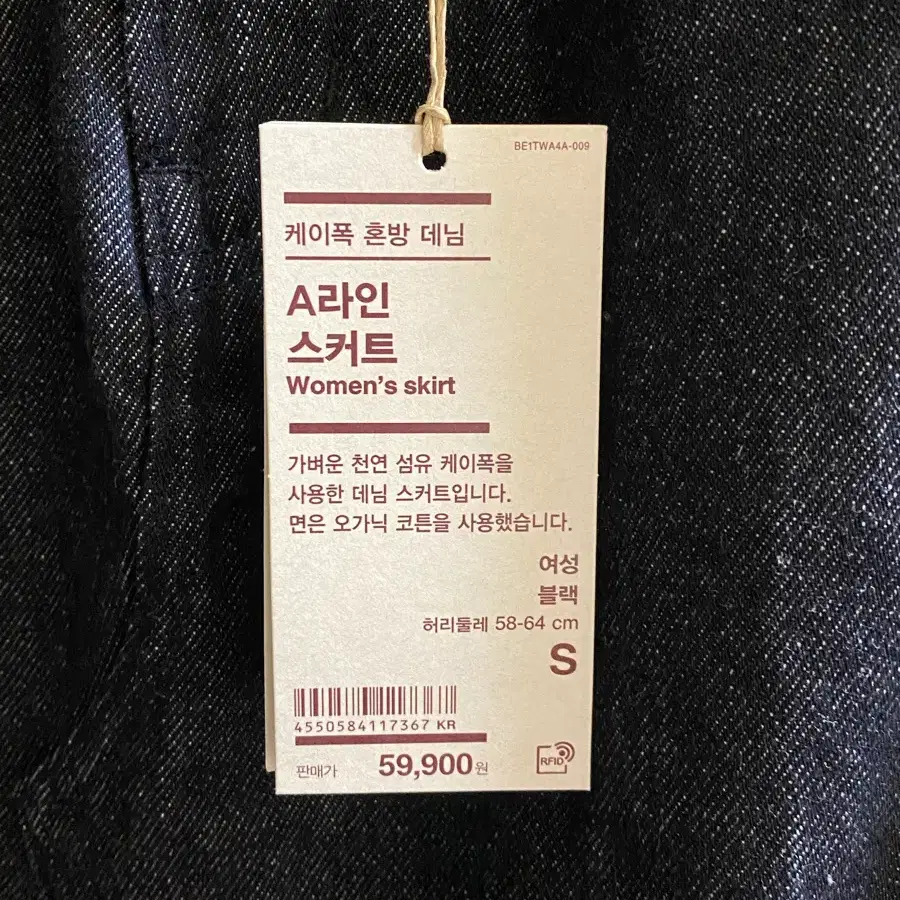 BE1TWA4A-009
케이폭 혼방 데님
A라인
스커트
Women's skirt
가벼운 천연 섬유 케이폭을
사용한 데님 스커트입니다.
면은 오가닉 코튼을 사용했습니다.
여성
블랙
허리둘레 58-64 cm
S
4550584117367 KR
판매가 59,900원
RFID